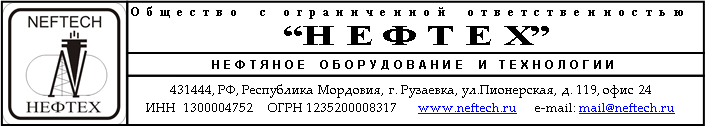 NEFTECH
НЕФТЕХ
Общество с ограниченной ответственностью
“НЕФТЕХ”
НЕФТЯНОЕ ОБОРУДОВАНИЕ И ТЕХНОЛОГИИ
431444, РФ, Республика Мордовия, г. Рузаевка, ул.Пионерская, д. 119, офис 24
ИНН 1300004752 ОГРН 1235200008317 www.neftech.ru e-mail: mail@neftech.ru